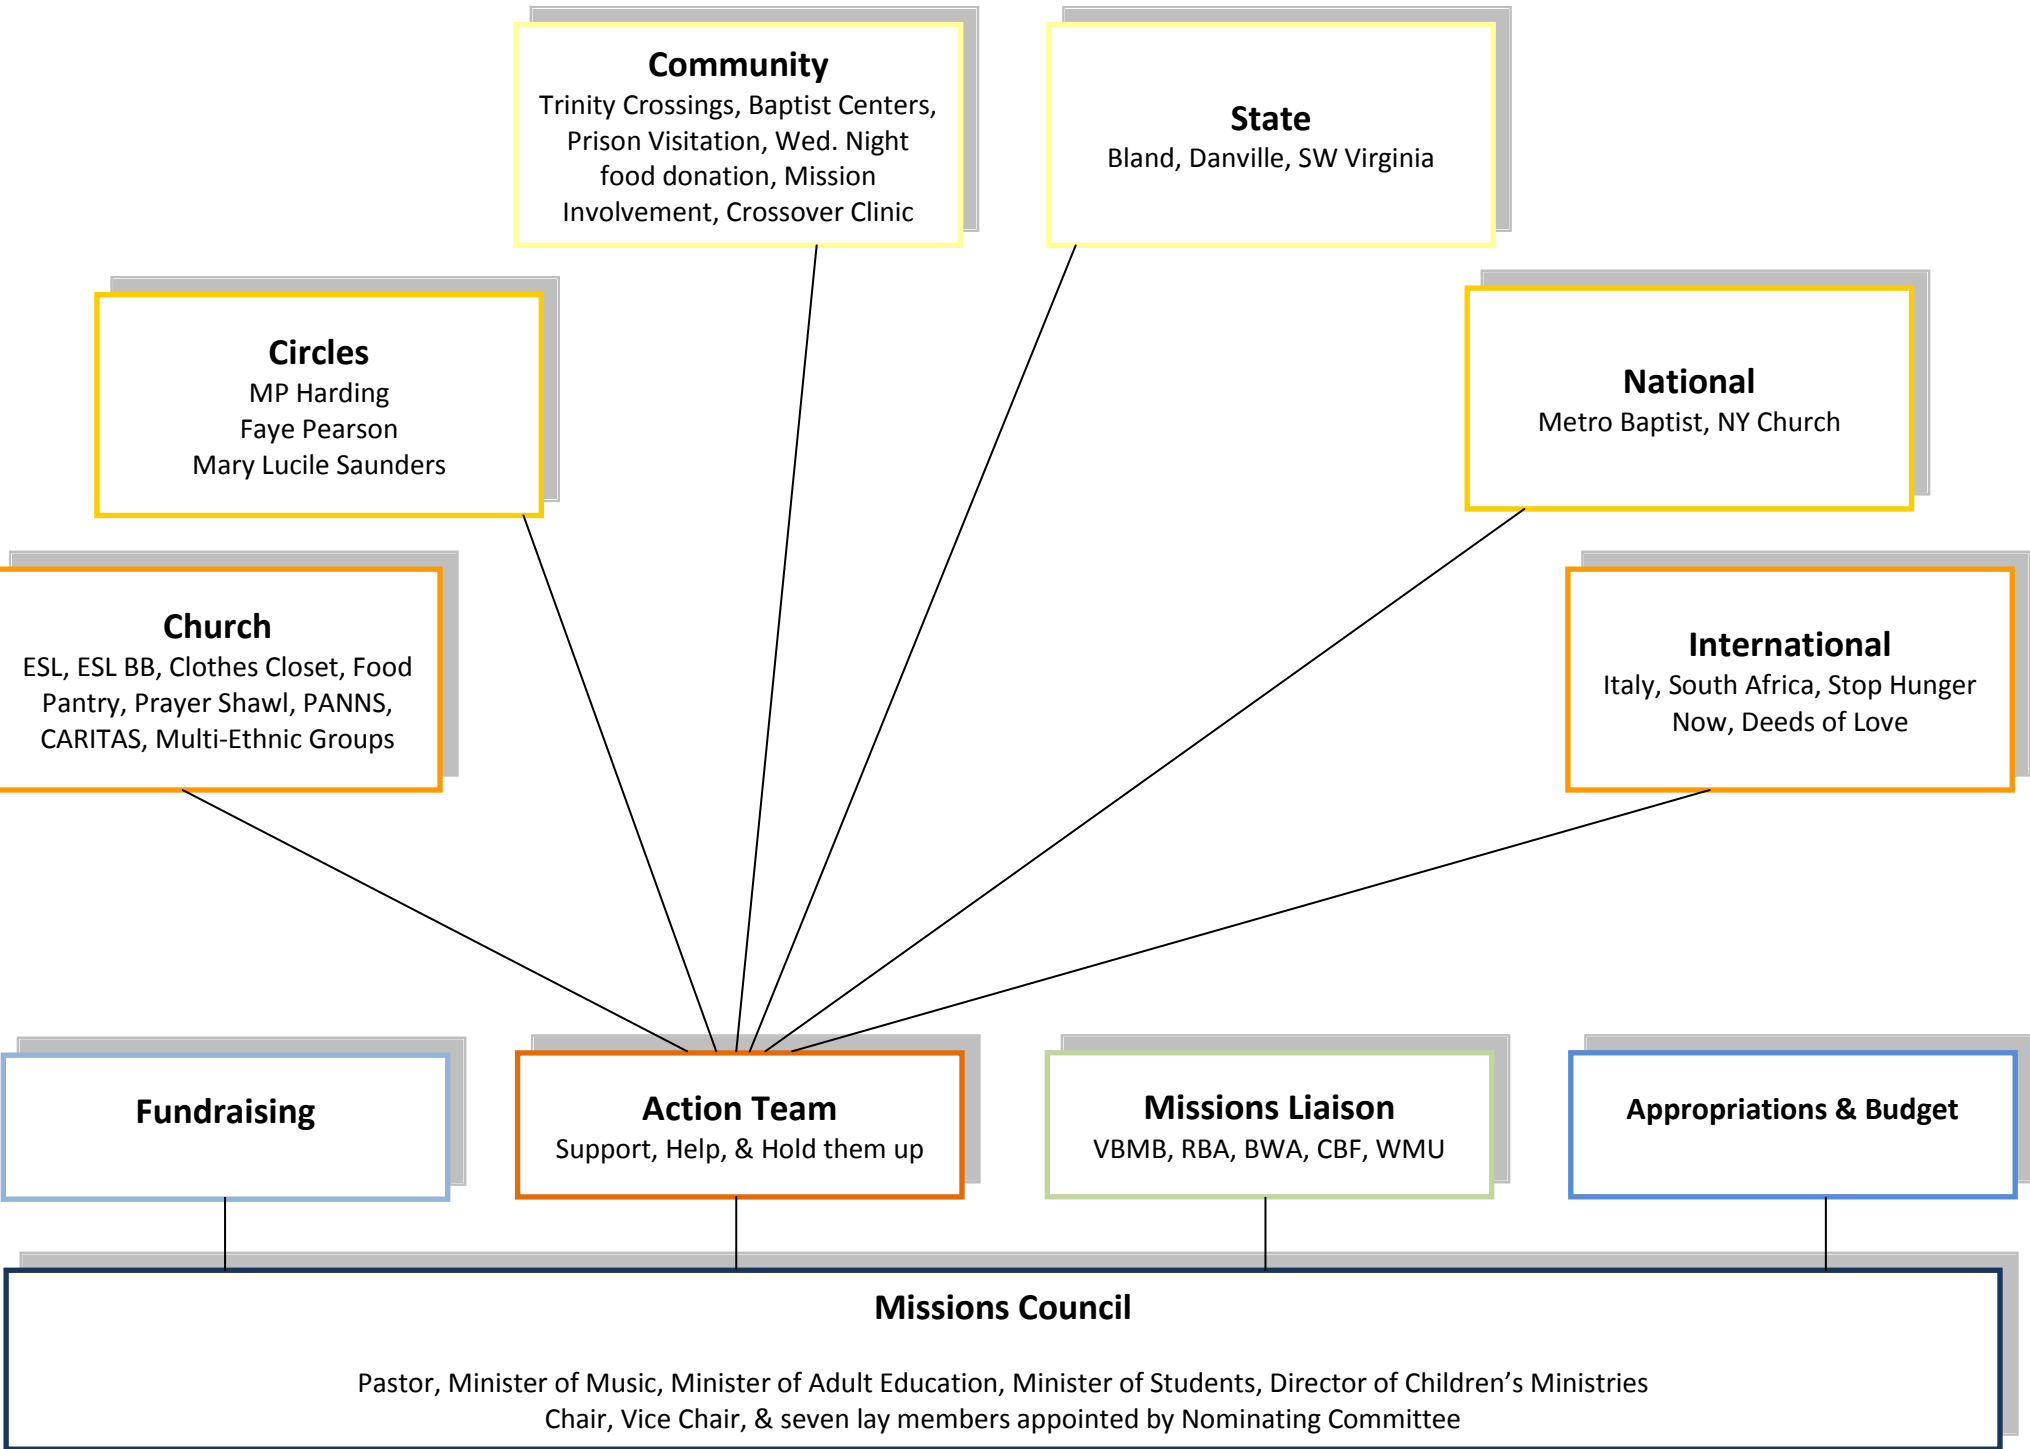 Community
Trinity Crossings, Baptist Centers,
Prison Visitation, Wed. Night
food donation, Mission
Involvement, Crossover Clinic
State
Bland, Danville, SW Virginia
Circles
MP Harding
Faye Pearson
Mary Lucile Saunders
National
Metro Baptist, NY Church
Church
ESL, ESL BB, Clothes Closet, Food
Pantry, Prayer Shawl, PANNS,
CARITAS, Multi-Ethnic Groups
International
Italy, South Africa, Stop Hunger
Now, Deeds of Love
Fundraising
Action Team
Support, Help, & Hold them up
Missions Liaison
VBMB, RBA, BWA, CBF, WMU
Appropriations & Budget
Missions Council
Pastor, Minister of Music, Minister of Adult Education, Minister of Students, Director of Children’s Ministries
Chair, Vice Chair, & seven lay members appointed by Nominating Committee